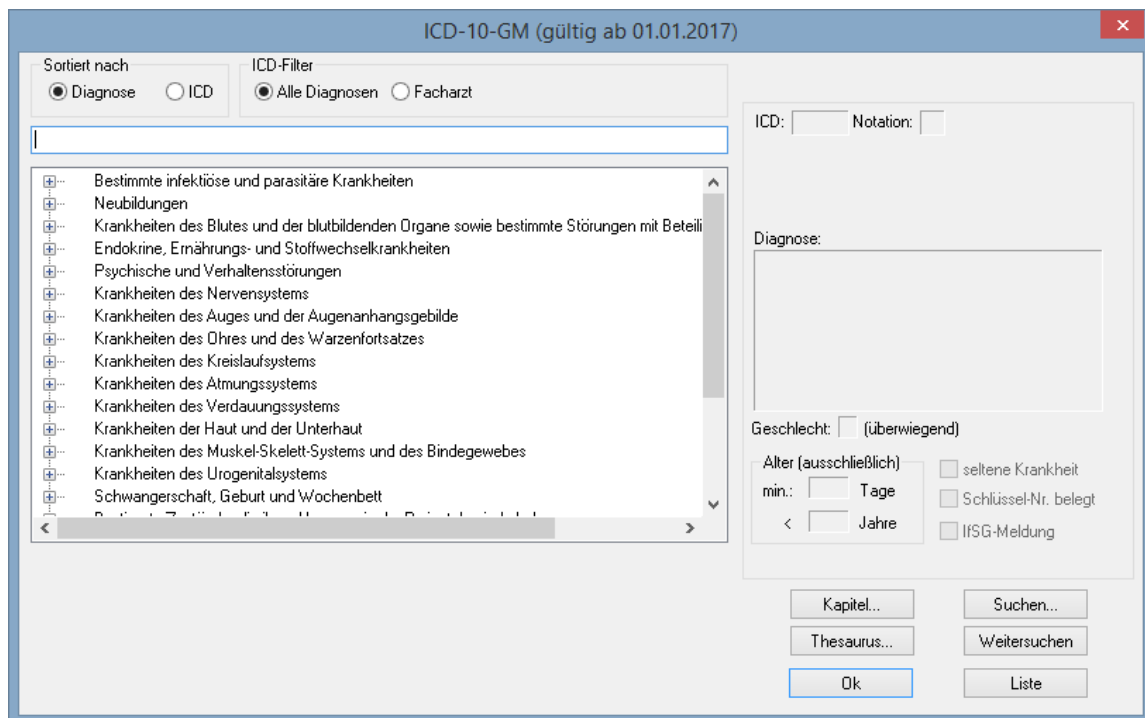 ICD-10-GM (gültig ab 01.01.2017)
Sortiert nach
Diagnose ICD
ICD-Filter
Alle Diagnosen Facharzt
Bestimmte infektiöse und parasitäre Krankheiten
Neubildungen
Krankheiten des Blutes und der blutbildenden Organe sowie bestimmte Störungen mit Beteili
Endokrine, Ernährungs- und Stoffwechselkrankheiten
Psychische und Verhaltensstörungen
Krankheiten des Nervensystems
Krankheiten des Auges und der Augenanhangsgebilde
Krankheiten des Ohres und des Warzenfortsatzes
Krankheiten des Kreislaufsystems
Krankheiten des Atmungssystems
Krankheiten des Verdauungssystems
Krankheiten der Haut und der Unterhaut
Krankheiten des Muskel-Skelett-Systems und des Bindegewebes
Krankheiten des Urogenitalsystems
Schwangerschaft, Geburt und Wochenbett
ICD: Notation:
Diagnose:
Geschlecht: (überwiegend)
Alter (ausschließlich)
min.: Tage
< Jahre
seltene Krankheit
Schlüssel-Nr. belegt
IfSG-Meldung
Kapitel... Suchen...
Thesaurus... Weitersuchen
Ok Liste